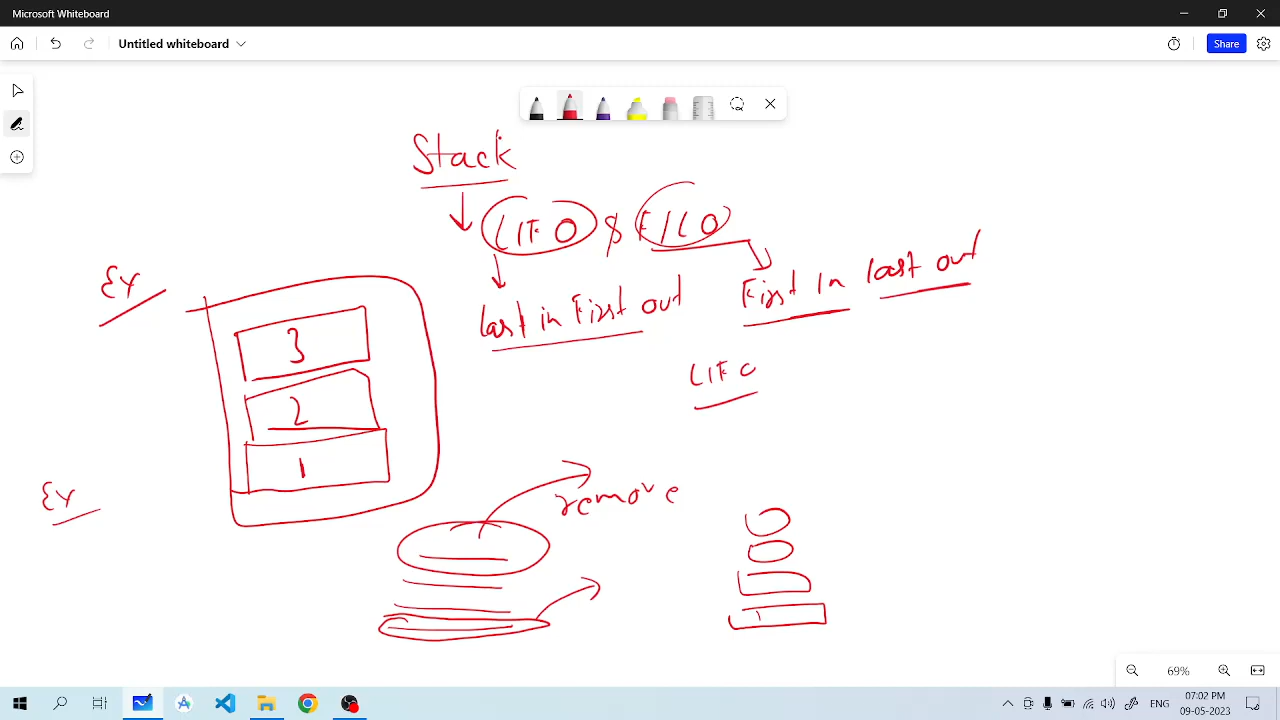 Microsoft Whiteboard
Untitled whiteboard
Share
Stack
LIFO & FILO
Ex
Last in First out
First in last out
3
LIFO
2
1
Ex
remove
69%
ENG
07:02 PM
09-05-2023